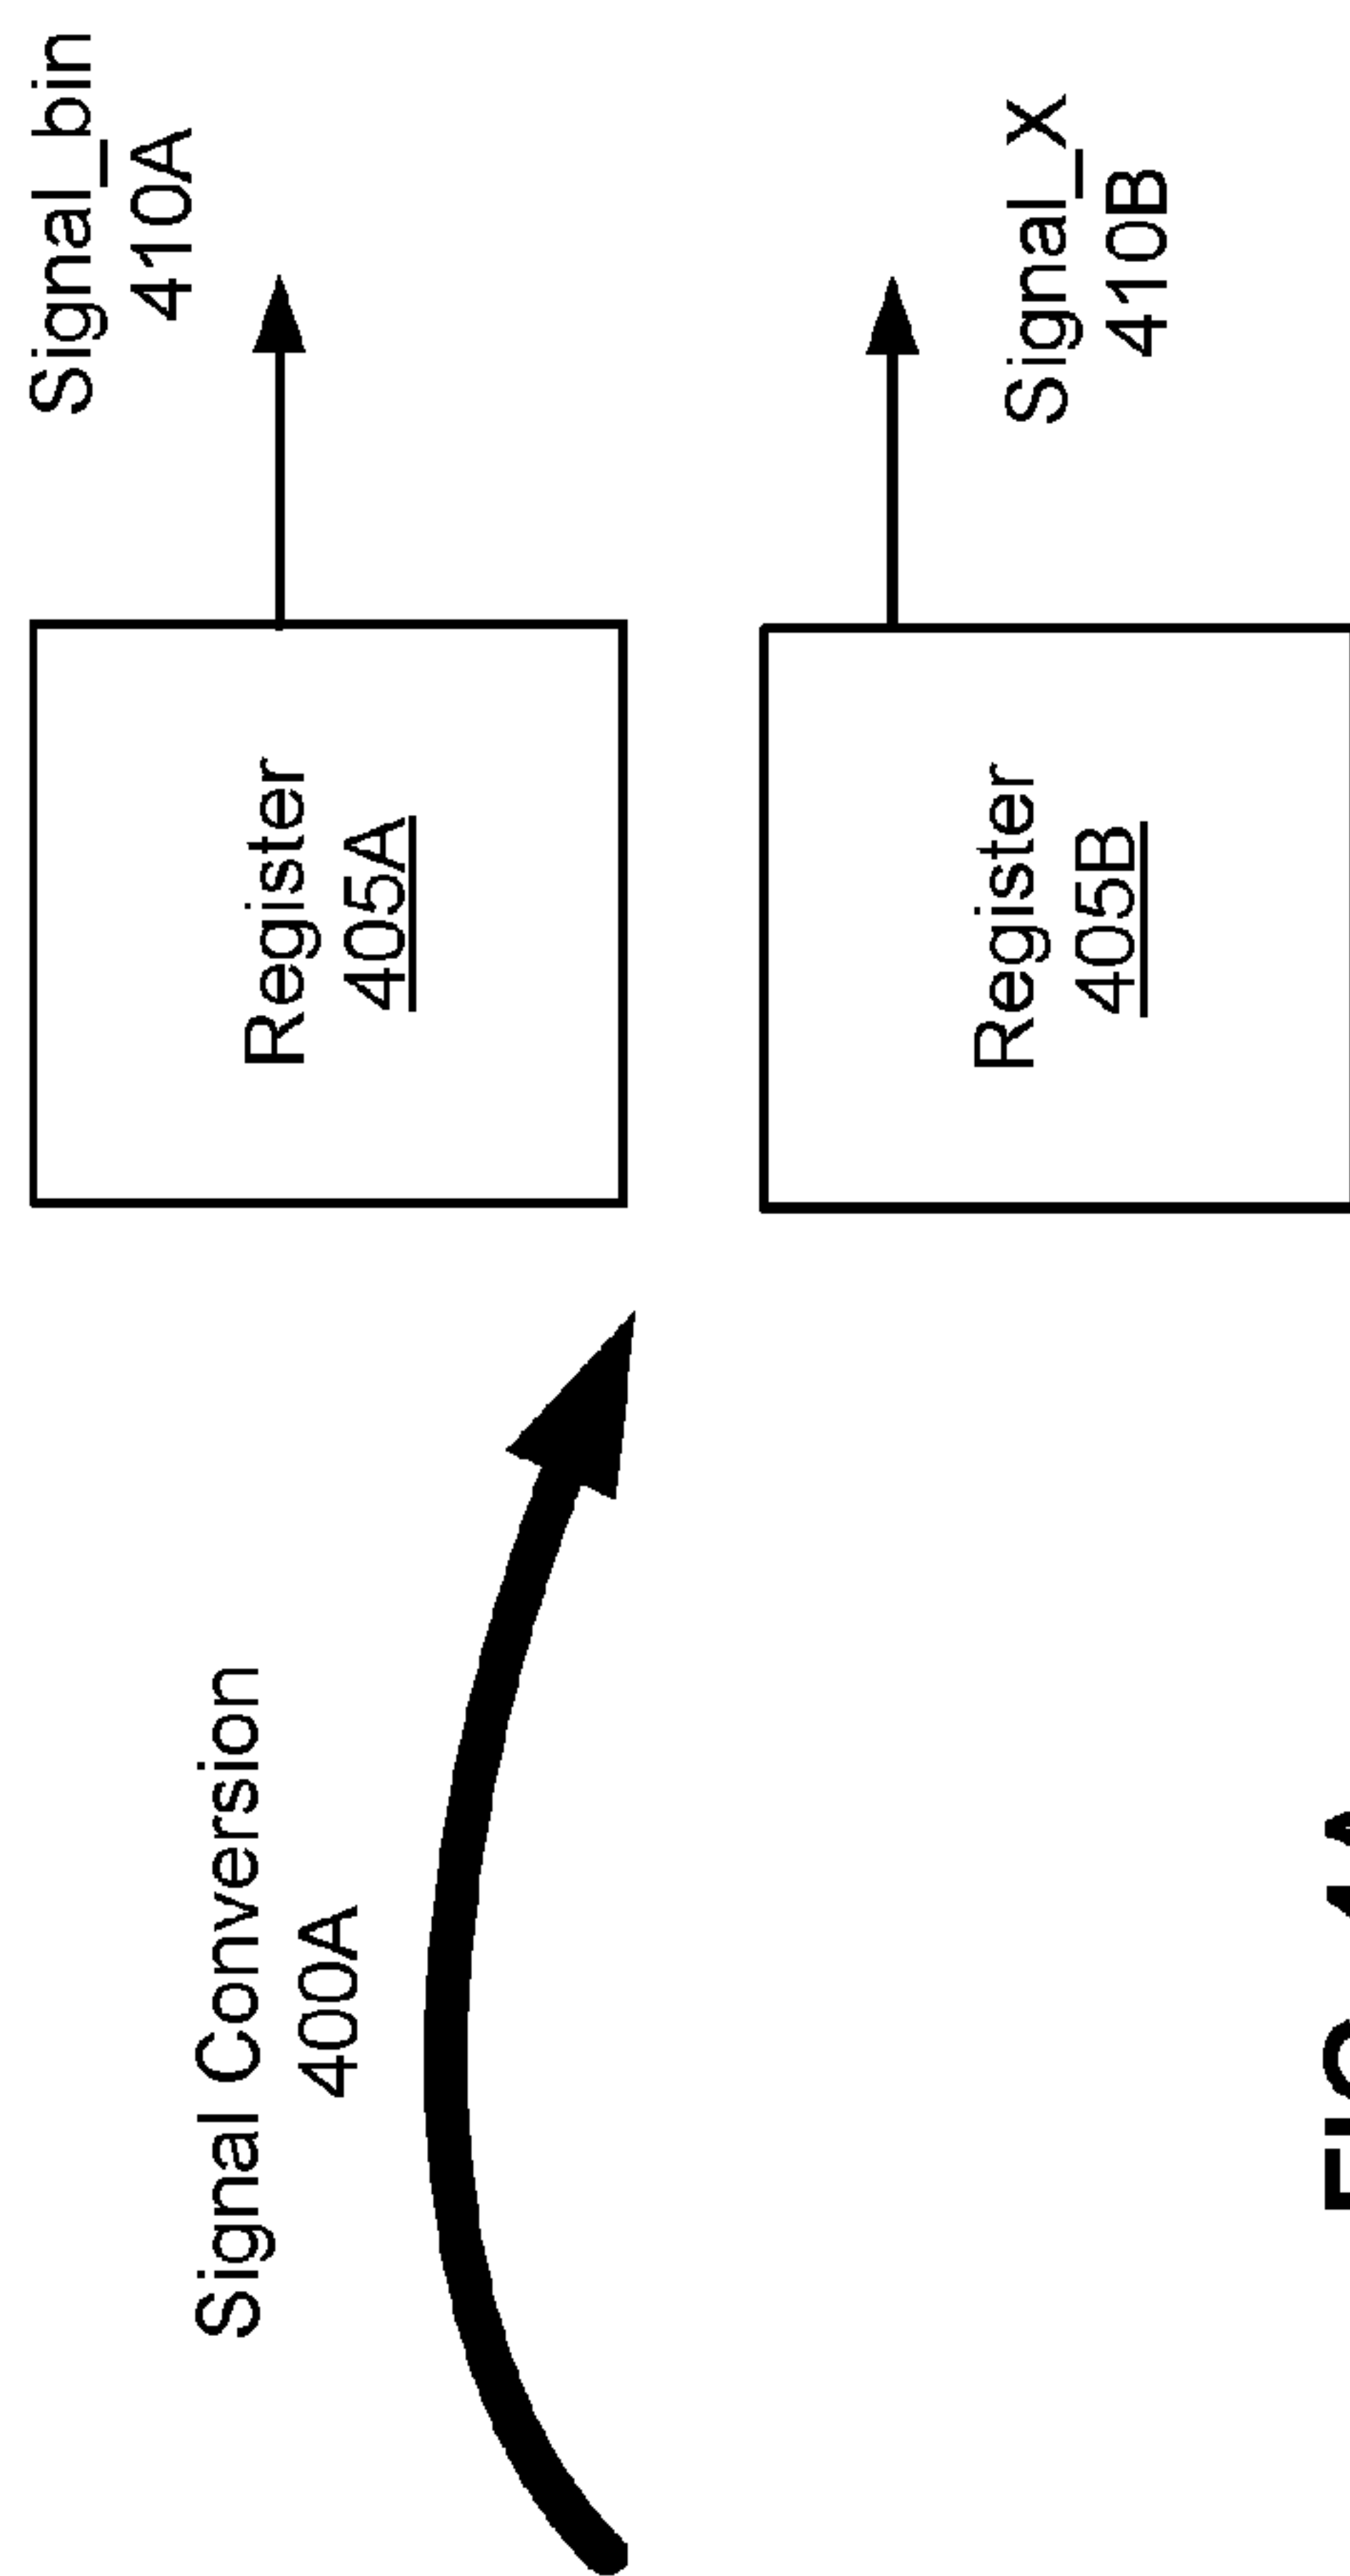 Signal Conversion
400A
Register
405A
Signal_bin
410A
Register
405B
Signal_x
410B